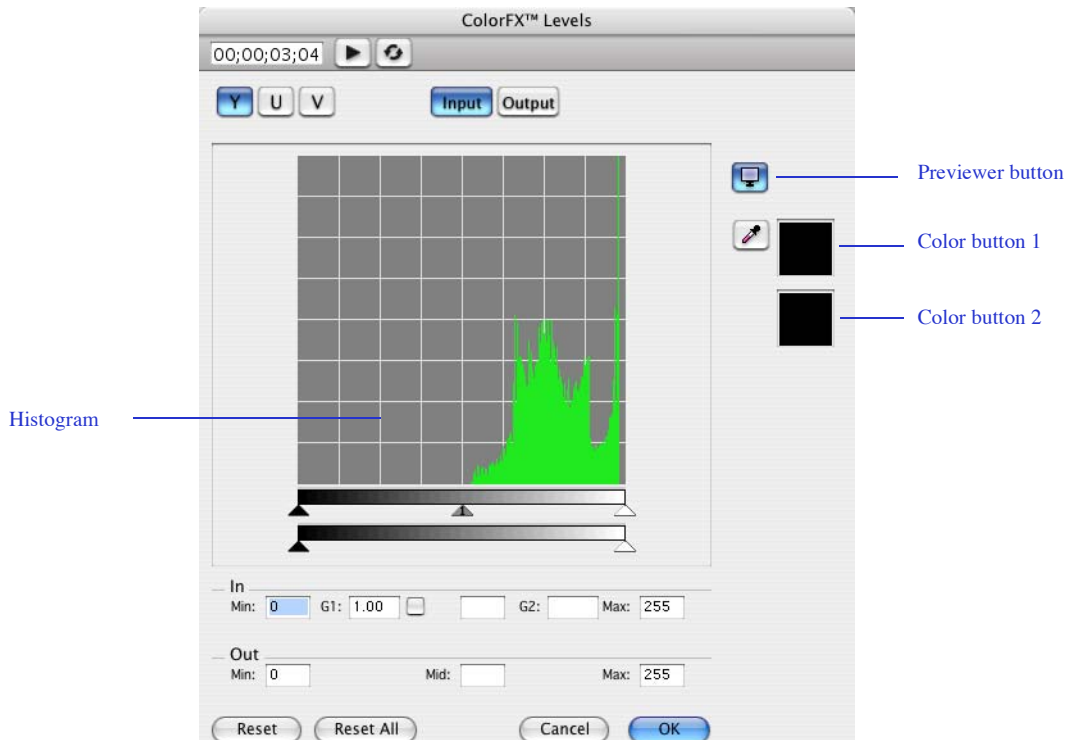 ColorFX™ Levels
00;00;03;04
Y U V Input Output
Previewer button
Color button 1
Color button 2
Histogram
1
In
Min: 0 G1: 1.00 G2: Max: 255
Out
Min: 0 Mid: Max: 255
Reset Reset All Cancel OK